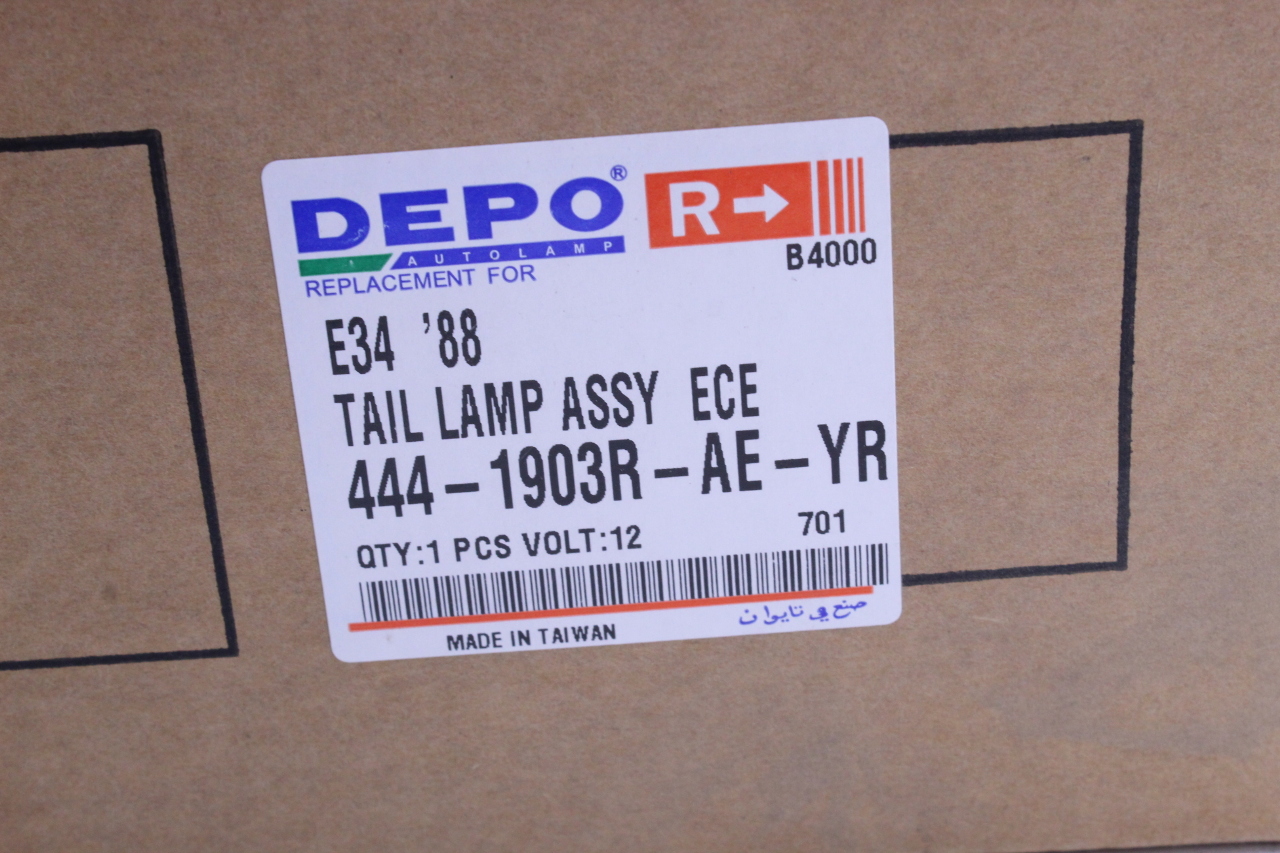 DEPO®
AUTOLAMP
REPLACEMENT FOR
R→
B4000
E34 '88
TAIL LAMP ASSY ECE
444-1903R-AE-YR
QTY:1 PCS VOLT:12 701
MADE IN TAIWAN
صنع في تايوان